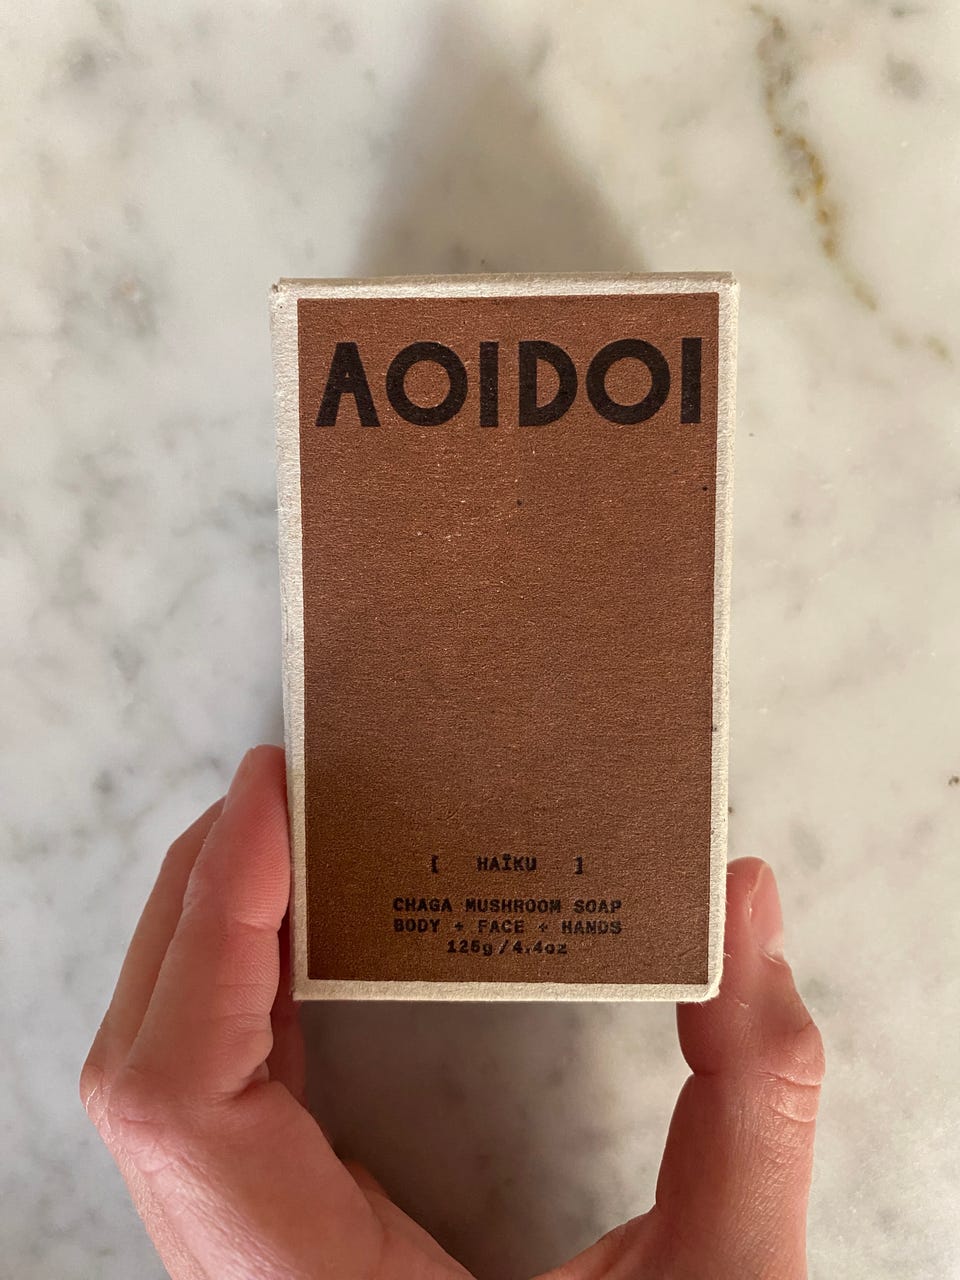 AOIDOI
[ HAÏKU ]
CHAGA MUSHROOM SOAP
BODY + FACE + HANDS
125g/4.4oz